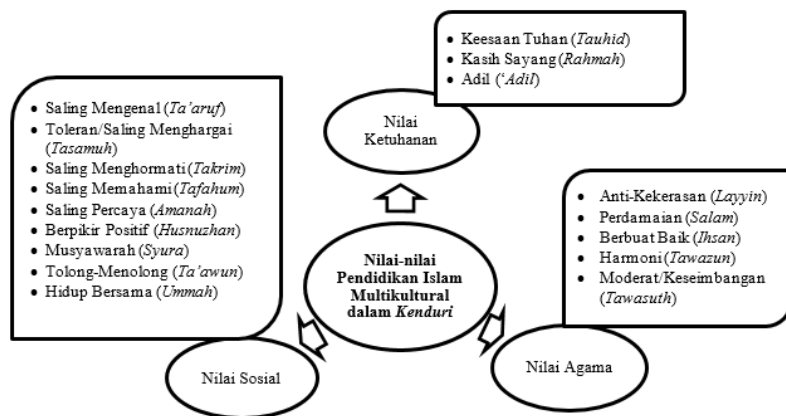 • Keesaan Tuhan (Tauhid)
• Kasih Sayang (Rahmah)
• Adil (‘Adil)
Nilai
Ketuhanan
• Saling Mengenal (Ta’aruf)
• Toleran/Saling Menghargai
(Tasamuh)
• Saling Menghormati (Takrim)
• Saling Memahami (Tafahum)
• Saling Percaya (Amanah)
• Berpikir Positif (Husnuzhan)
• Musyawarah (Syura)
• Tolong-Menolong (Ta’awun)
• Hidup Bersama (Ummah)
Nilai Sosial
Nilai-nilai
Pendidikan Islam
Multikultural
dalam Kenduri
• Anti-Kekerasan (Layyin)
• Perdamaian (Salam)
• Berbuat Baik (Ihsan)
• Harmoni (Tawazun)
• Moderat/Keseimbangan
(Tawasuth)
Nilai Agama